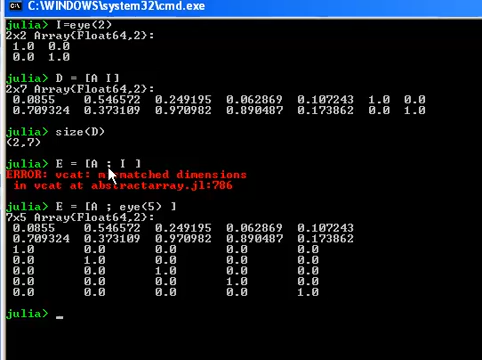 C:\WINDOWS\system32\cmd.exe
julia> I=eye(2)
2x2 Array(Float64,2):
1.0 0.0
0.0 1.0
julia> D = [A I]
2x7 Array(Float64,2):
0.0855 0.546572 0.249195 0.062869 0.107243 1.0 0.0
0.709324 0.373109 0.970982 0.890487 0.173862 0.0 1.0
julia> size(D)
(2,7)
julia> E = [A ; I ]
ERROR: vcat: mismatched dimensions
in vcat at abstractarray.jl:786
julia> E = [A ; eye(5) ]
7x5 Array(Float64,2):
0.0855 0.546572 0.249195 0.062869 0.107243
0.709324 0.373109 0.970982 0.890487 0.173862
1.0 0.0 0.0 0.0 0.0
0.0 1.0 0.0 0.0 0.0
0.0 0.0 1.0 0.0 0.0
0.0 0.0 0.0 1.0 0.0
0.0 0.0 0.0 0.0 1.0
julia> _